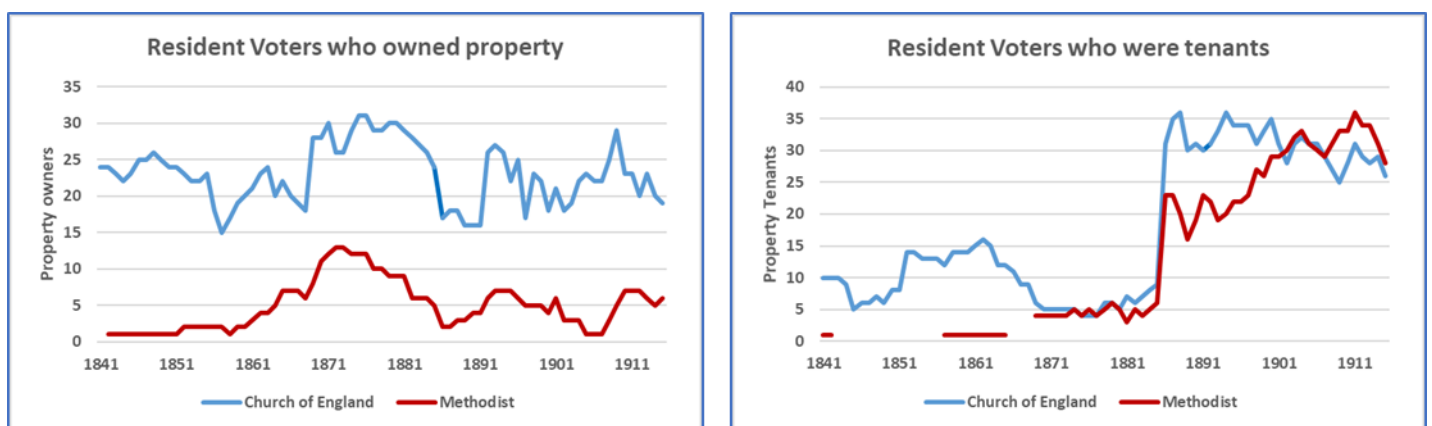 Resident Voters who owned property
35
30
25
20
15
10
5
0
Property owners
1841 1851 1861 1871 1881 1891 1901 1911
Church of England Methodist
Resident Voters who were tenants
40
35
30
25
20
15
10
5
0
Property Tenants
1841 1851 1861 1871 1881 1891 1901 1911
Church of England Methodist